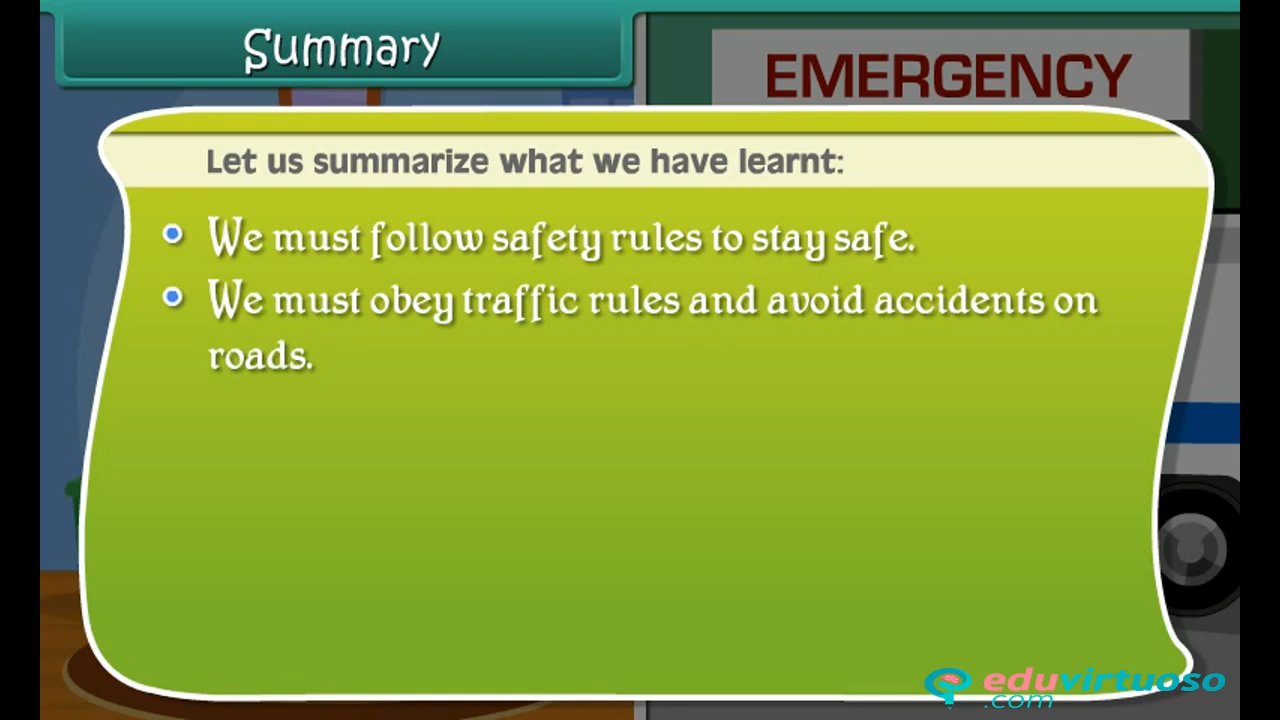 Summary
EMERGENCY
Let us summarize what we have learnt:
We must follow safety rules to stay safe.
We must obey traffic rules and avoid accidents on
roads.
eduvirtuoso
.com